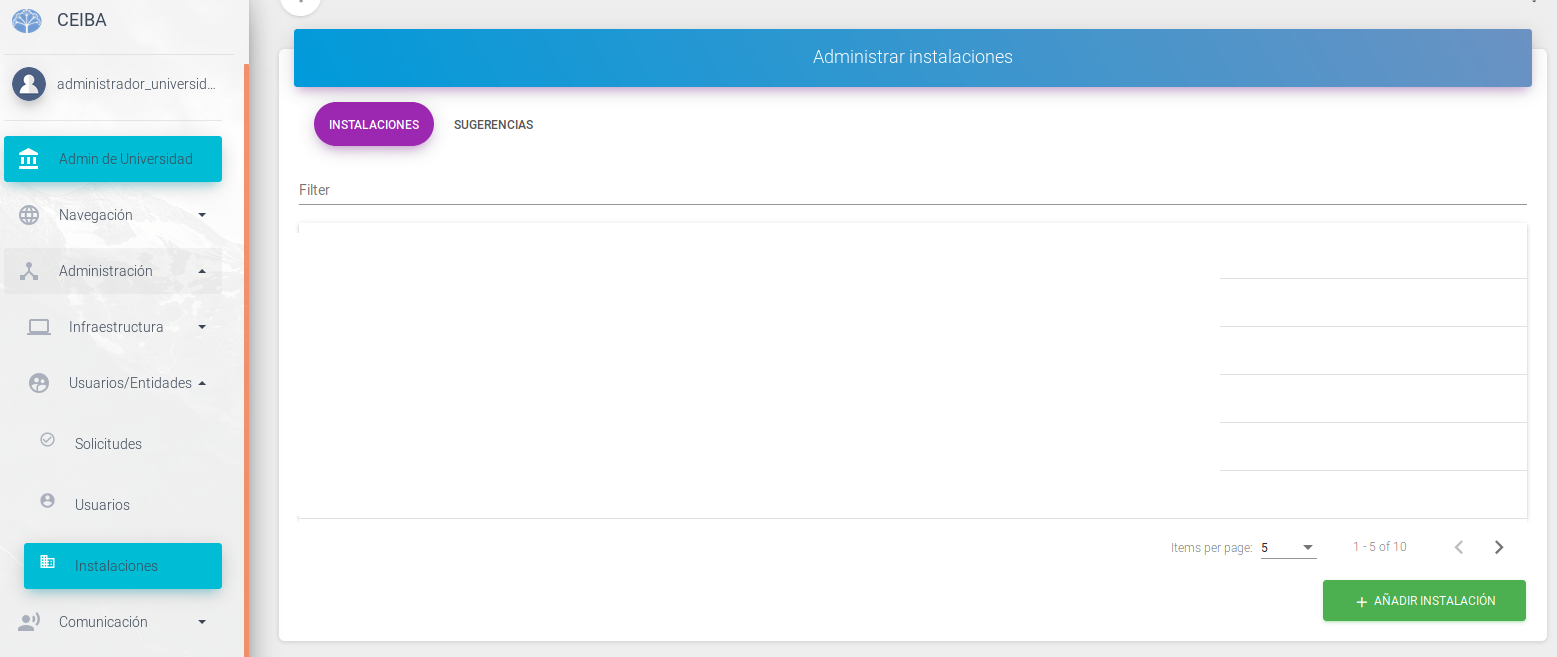 CEIBA
administrador_universid...
Admin de Universidad
Navegación
Administración
Infraestructura
Usuarios/Entidades
Solicitudes
Usuarios
Instalaciones
Comunicación
Administrar instalaciones
INSTALACIONES SUGERENCIAS
Filter
Items per page: 5 1 - 5 of 10
+ AÑADIR INSTALACIÓN